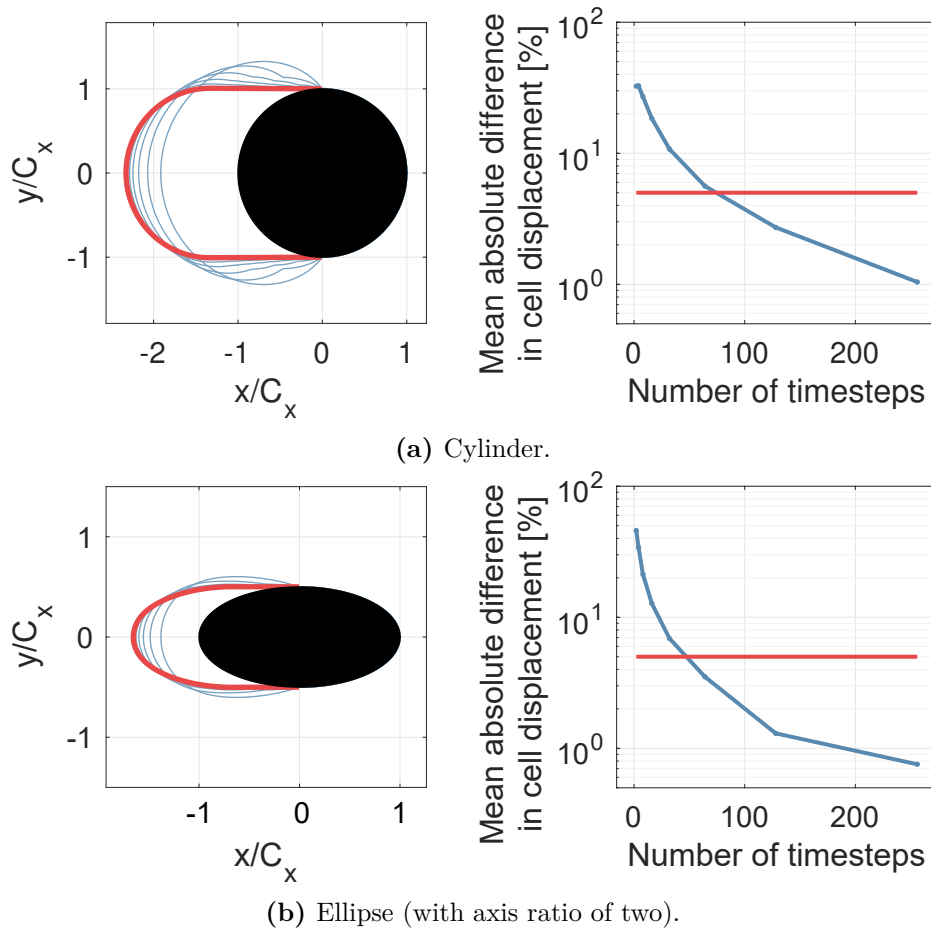 y/C_x
1
0
-1
-2
-1
0
1
x/C_x
Mean absolute difference
in cell displacement [%]
10^2
10^1
10^0
0
100
200
Number of timesteps
(a) Cylinder.
y/C_x
1
0
-1
-1
0
1
x/C_x
Mean absolute difference
in cell displacement [%]
10^2
10^1
10^0
0
100
200
Number of timesteps
(b) Ellipse (with axis ratio of two).